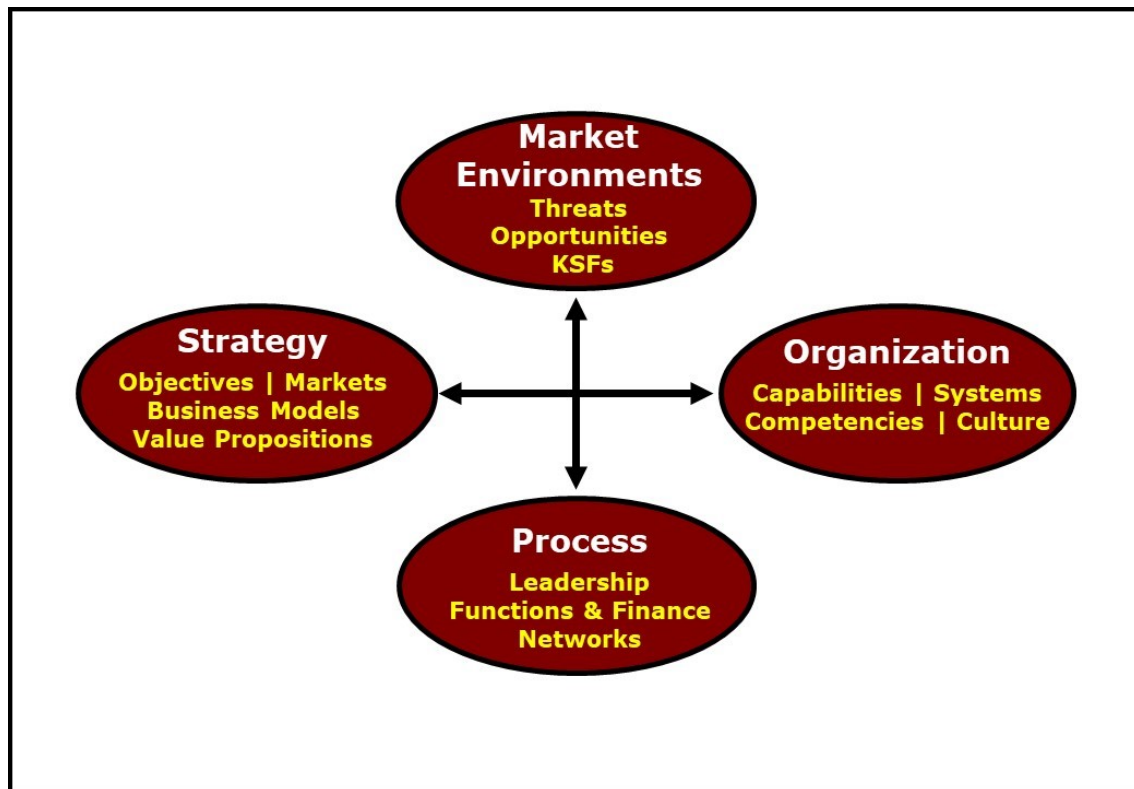 Market
Environments
Threats
Opportunities
KSFs
Strategy
Objectives | Markets
Business Models
Value Propositions
Organization
Capabilities | Systems
Competencies | Culture
Process
Leadership
Functions & Finance
Networks